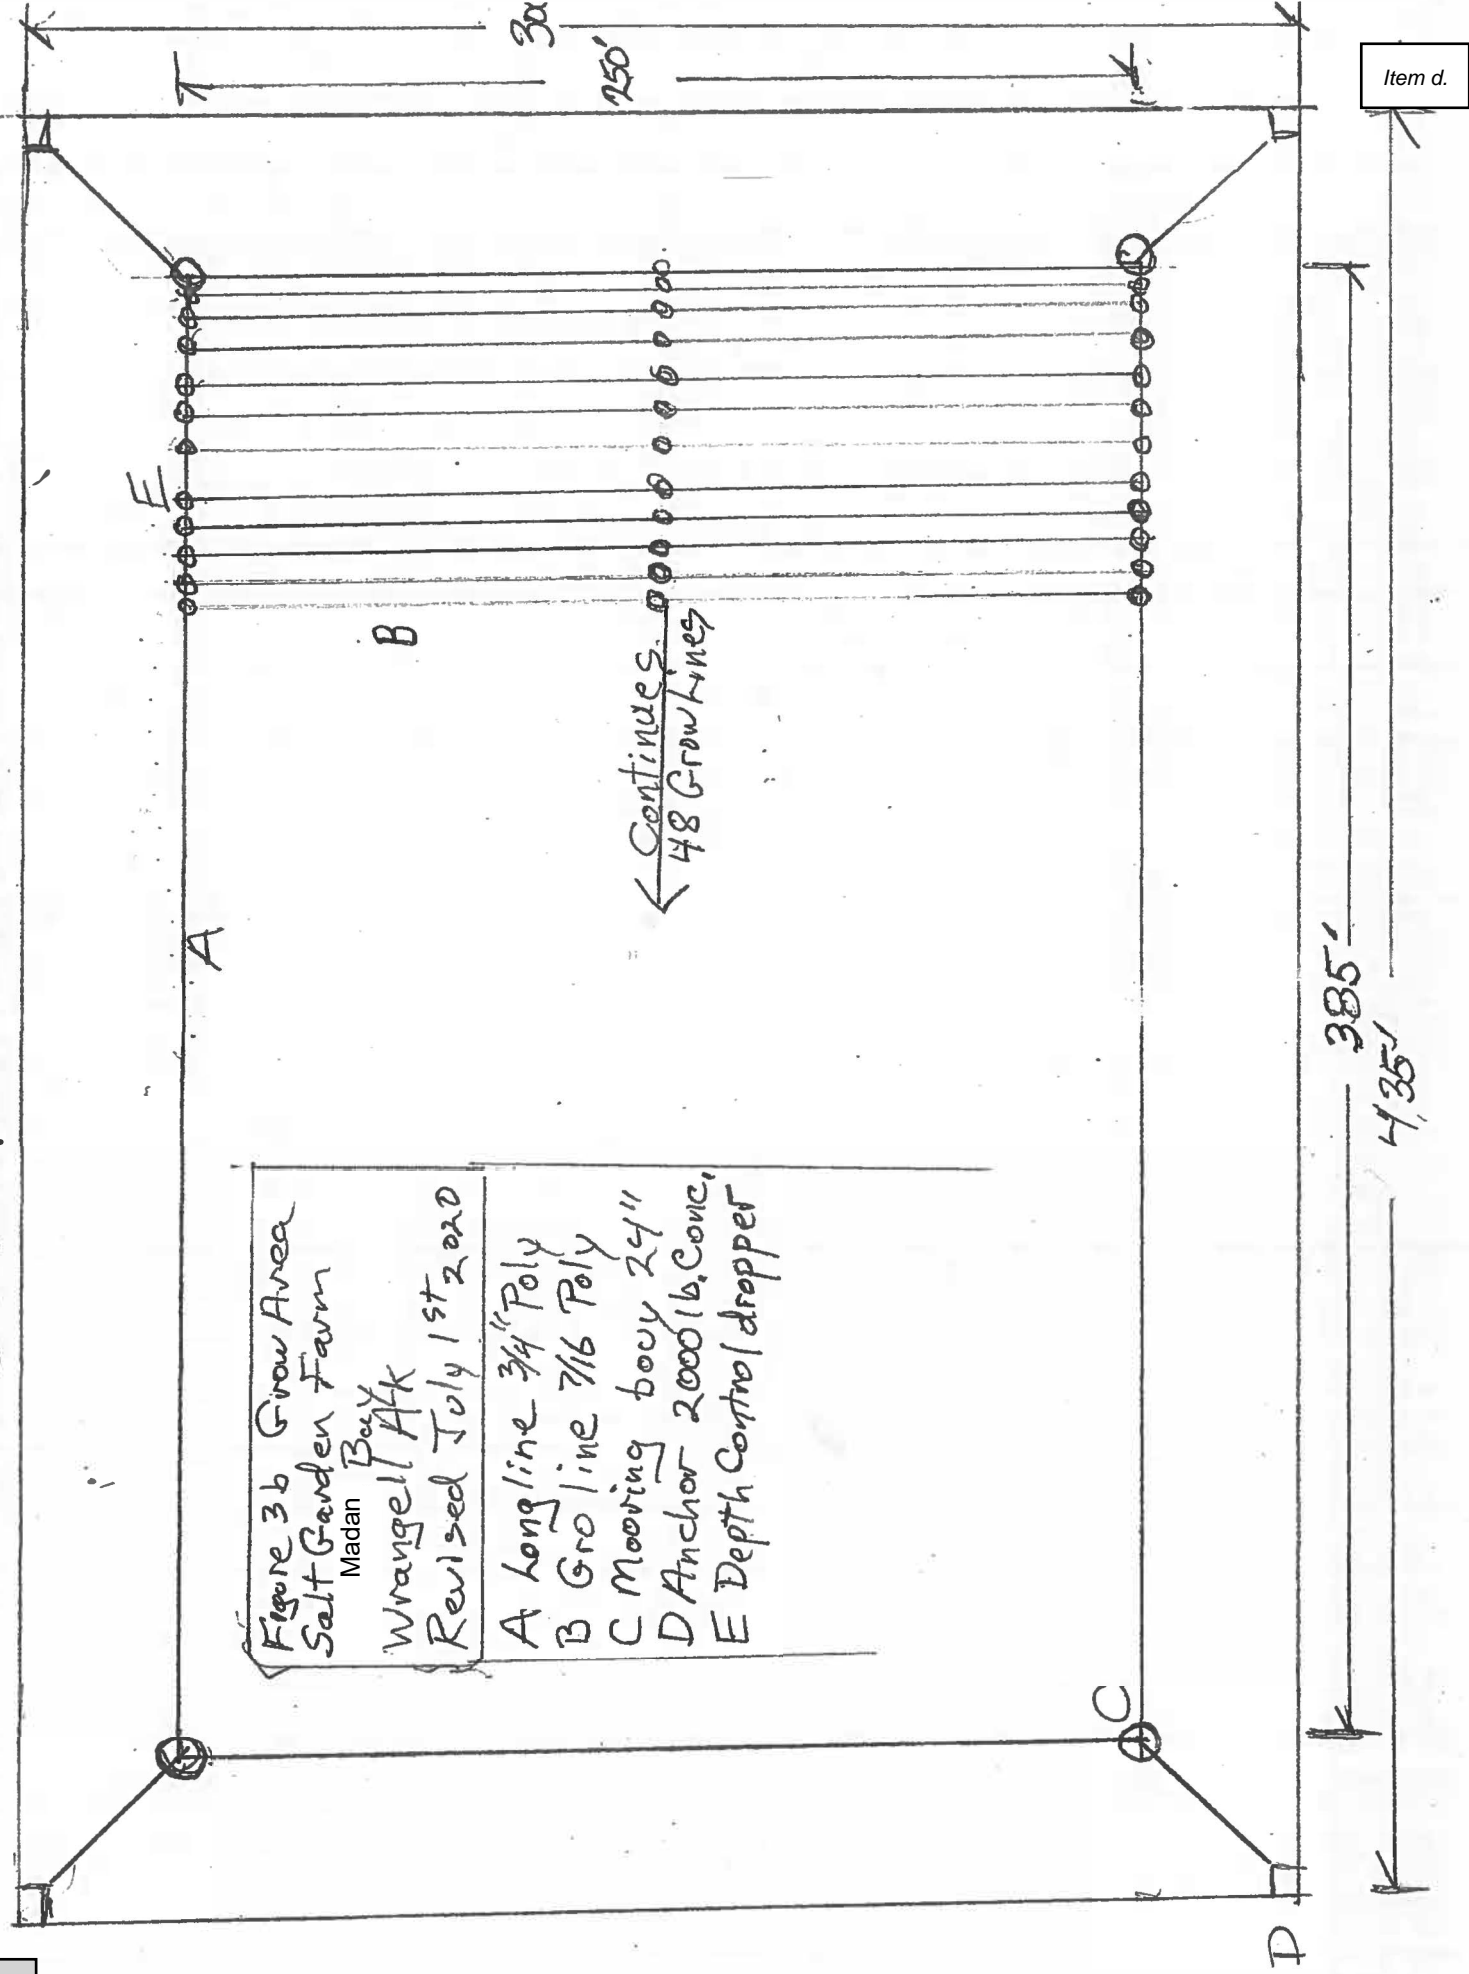 Item d.
250'
E
B
A
Continues
48 Grow Lines
385'
435'
Figure 3b Grow Area
Salt Garden Farm
Madan Bay
Wrangell AK
Revised July 1st 2020
A Longline 3/4" Poly
B Gro line 7/16 Poly
C Mooring bouy 24"
D Anchor 2000 lb. Conc.
E Depth Control dropper
C
D